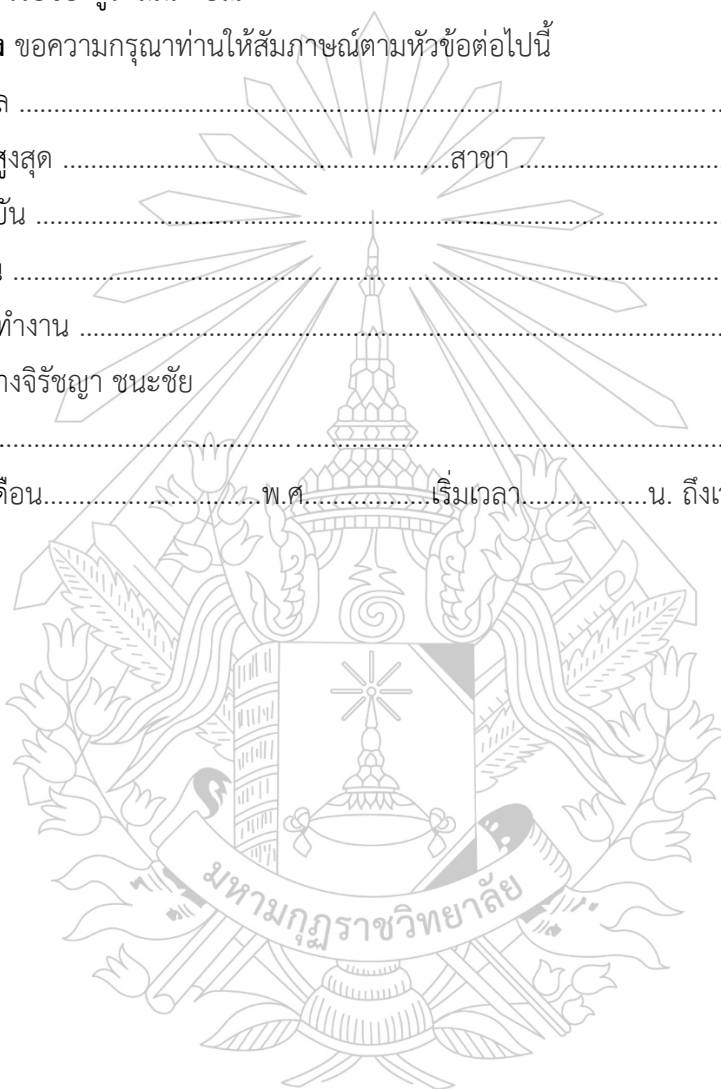 ง ขอความกรุณาท่านให้สัมภาษณ์ตามหัวข้อต่อไปนี้
ล ........................................................................................................
สูงสุด ........................................................สาขา ..............................
บัน ........................................................................................................
น ........................................................................................................
ทำงาน ........................................................................................................
างจิรัชญา ชนะชัย
........................................................................................................
ดือน................................พ.ศ...................เริ่มเวลา..................น. ถึงเว
มหามกุฏราชวิทยาลัย